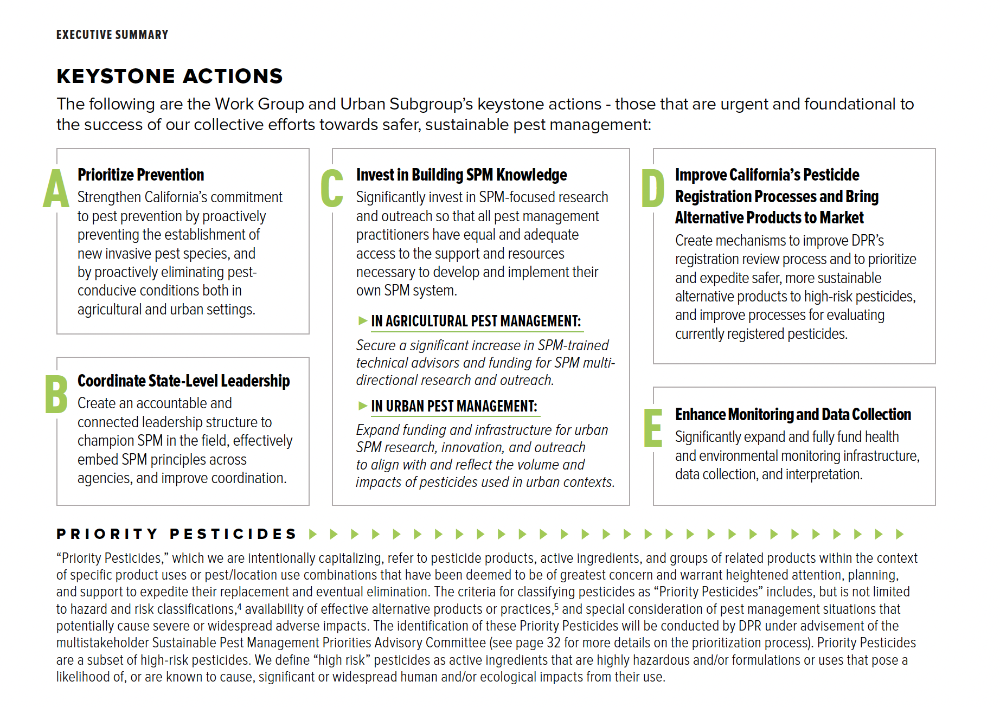 EXECUTIVE SUMMARY
KEYSTONE ACTIONS
The following are the Work Group and Urban Subgroup’s keystone actions - those that are urgent and foundational to
the success of our collective efforts towards safer, sustainable pest management:
A
Prioritize Prevention
Strengthen California’s commitment
to pest prevention by proactively
preventing the establishment of
new invasive pest species, and
by proactively eliminating pest-
conducive conditions both in
agricultural and urban settings.
B
Coordinate State-Level Leadership
Create an accountable and
connected leadership structure to
champion SPM in the field, effectively
embed SPM principles across
agencies, and improve coordination.
C
Invest in Building SPM Knowledge
Significantly invest in SPM-focused research
and outreach so that all pest management
practitioners have equal and adequate
access to the support and resources
necessary to develop and implement their
own SPM system.
IN AGRICULTURAL PEST MANAGEMENT:
Secure a significant increase in SPM-trained
technical advisors and funding for SPM multi-
directional research and outreach.
IN URBAN PEST MANAGEMENT:
Expand funding and infrastructure for urban
SPM research, innovation, and outreach
to align with and reflect the volume and
impacts of pesticides used in urban contexts.
D
Improve California’s Pesticide
Registration Processes and Bring
Alternative Products to Market
Create mechanisms to improve DPR’s
registration review process and to prioritize
and expedite safer, more sustainable
alternative products to high-risk pesticides,
and improve processes for evaluating
currently registered pesticides.
E
Enhance Monitoring and Data Collection
Significantly expand and fully fund health
and environmental monitoring infrastructure,
data collection, and interpretation.
PRIORITY PESTICIDES
“Priority Pesticides,” which we are intentionally capitalizing, refer to pesticide products, active ingredients, and groups of related products within the context
of specific product uses or pest/location use combinations that have been deemed to be of greatest concern and warrant heightened attention, planning,
and support to expedite their replacement and eventual elimination. The criteria for classifying pesticides as “Priority Pesticides” includes, but is not limited
to hazard and risk classifications,⁴ availability of effective alternative products or practices,⁵ and special consideration of pest management situations that
potentially cause severe or widespread adverse impacts. The identification of these Priority Pesticides will be conducted by DPR under advisement of the
multistakeholder Sustainable Pest Management Priorities Advisory Committee (see page 32 for more details on the prioritization process). Priority Pesticides
are a subset of high-risk pesticides. We define “high risk” pesticides as active ingredients that are highly hazardous and/or formulations or uses that pose a
likelihood of, or are known to cause, significant or widespread human and/or ecological impacts from their use.